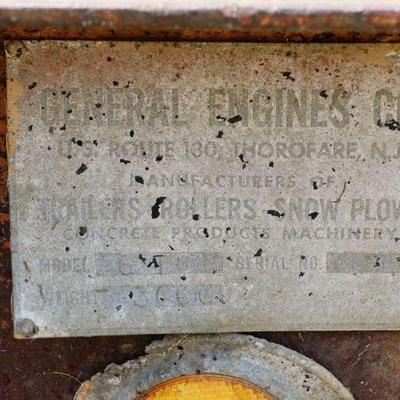 GENERAL ENGINES C
U.S. ROUTE 130, THOROFARE, N.J
MANUFACTURERS OF
TRAILERS ROLLERS SNOW PLOW
CONCRETE PRODUCTS MACHINERY
MODEL SERIAL NO.
WEIGHT